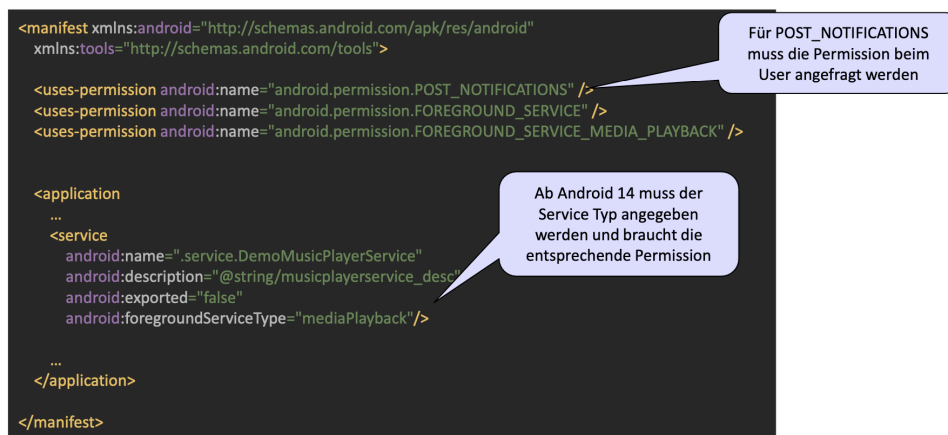 <manifest xmlns:android="http://schemas.android.com/apk/res/android"
xmlns:tools="http://schemas.android.com/tools">
Für POST_NOTIFICATIONS
muss die Permission beim
User angefragt werden
<uses-permission android:name="android.permission.POST_NOTIFICATIONS" />
<uses-permission android:name="android.permission.FOREGROUND_SERVICE" />
<uses-permission android:name="android.permission.FOREGROUND_SERVICE_MEDIA_PLAYBACK" />
<application
...
<service
android:name=".service.DemoMusicPlayerService"
android:description="@string/musicplayerservice_desc"
android:exported="false"
android:foregroundServiceType="mediaPlayback"/>
Ab Android 14 muss der
Service Typ angegeben
werden und braucht die
entsprechende Permission
...
</application>
</manifest>